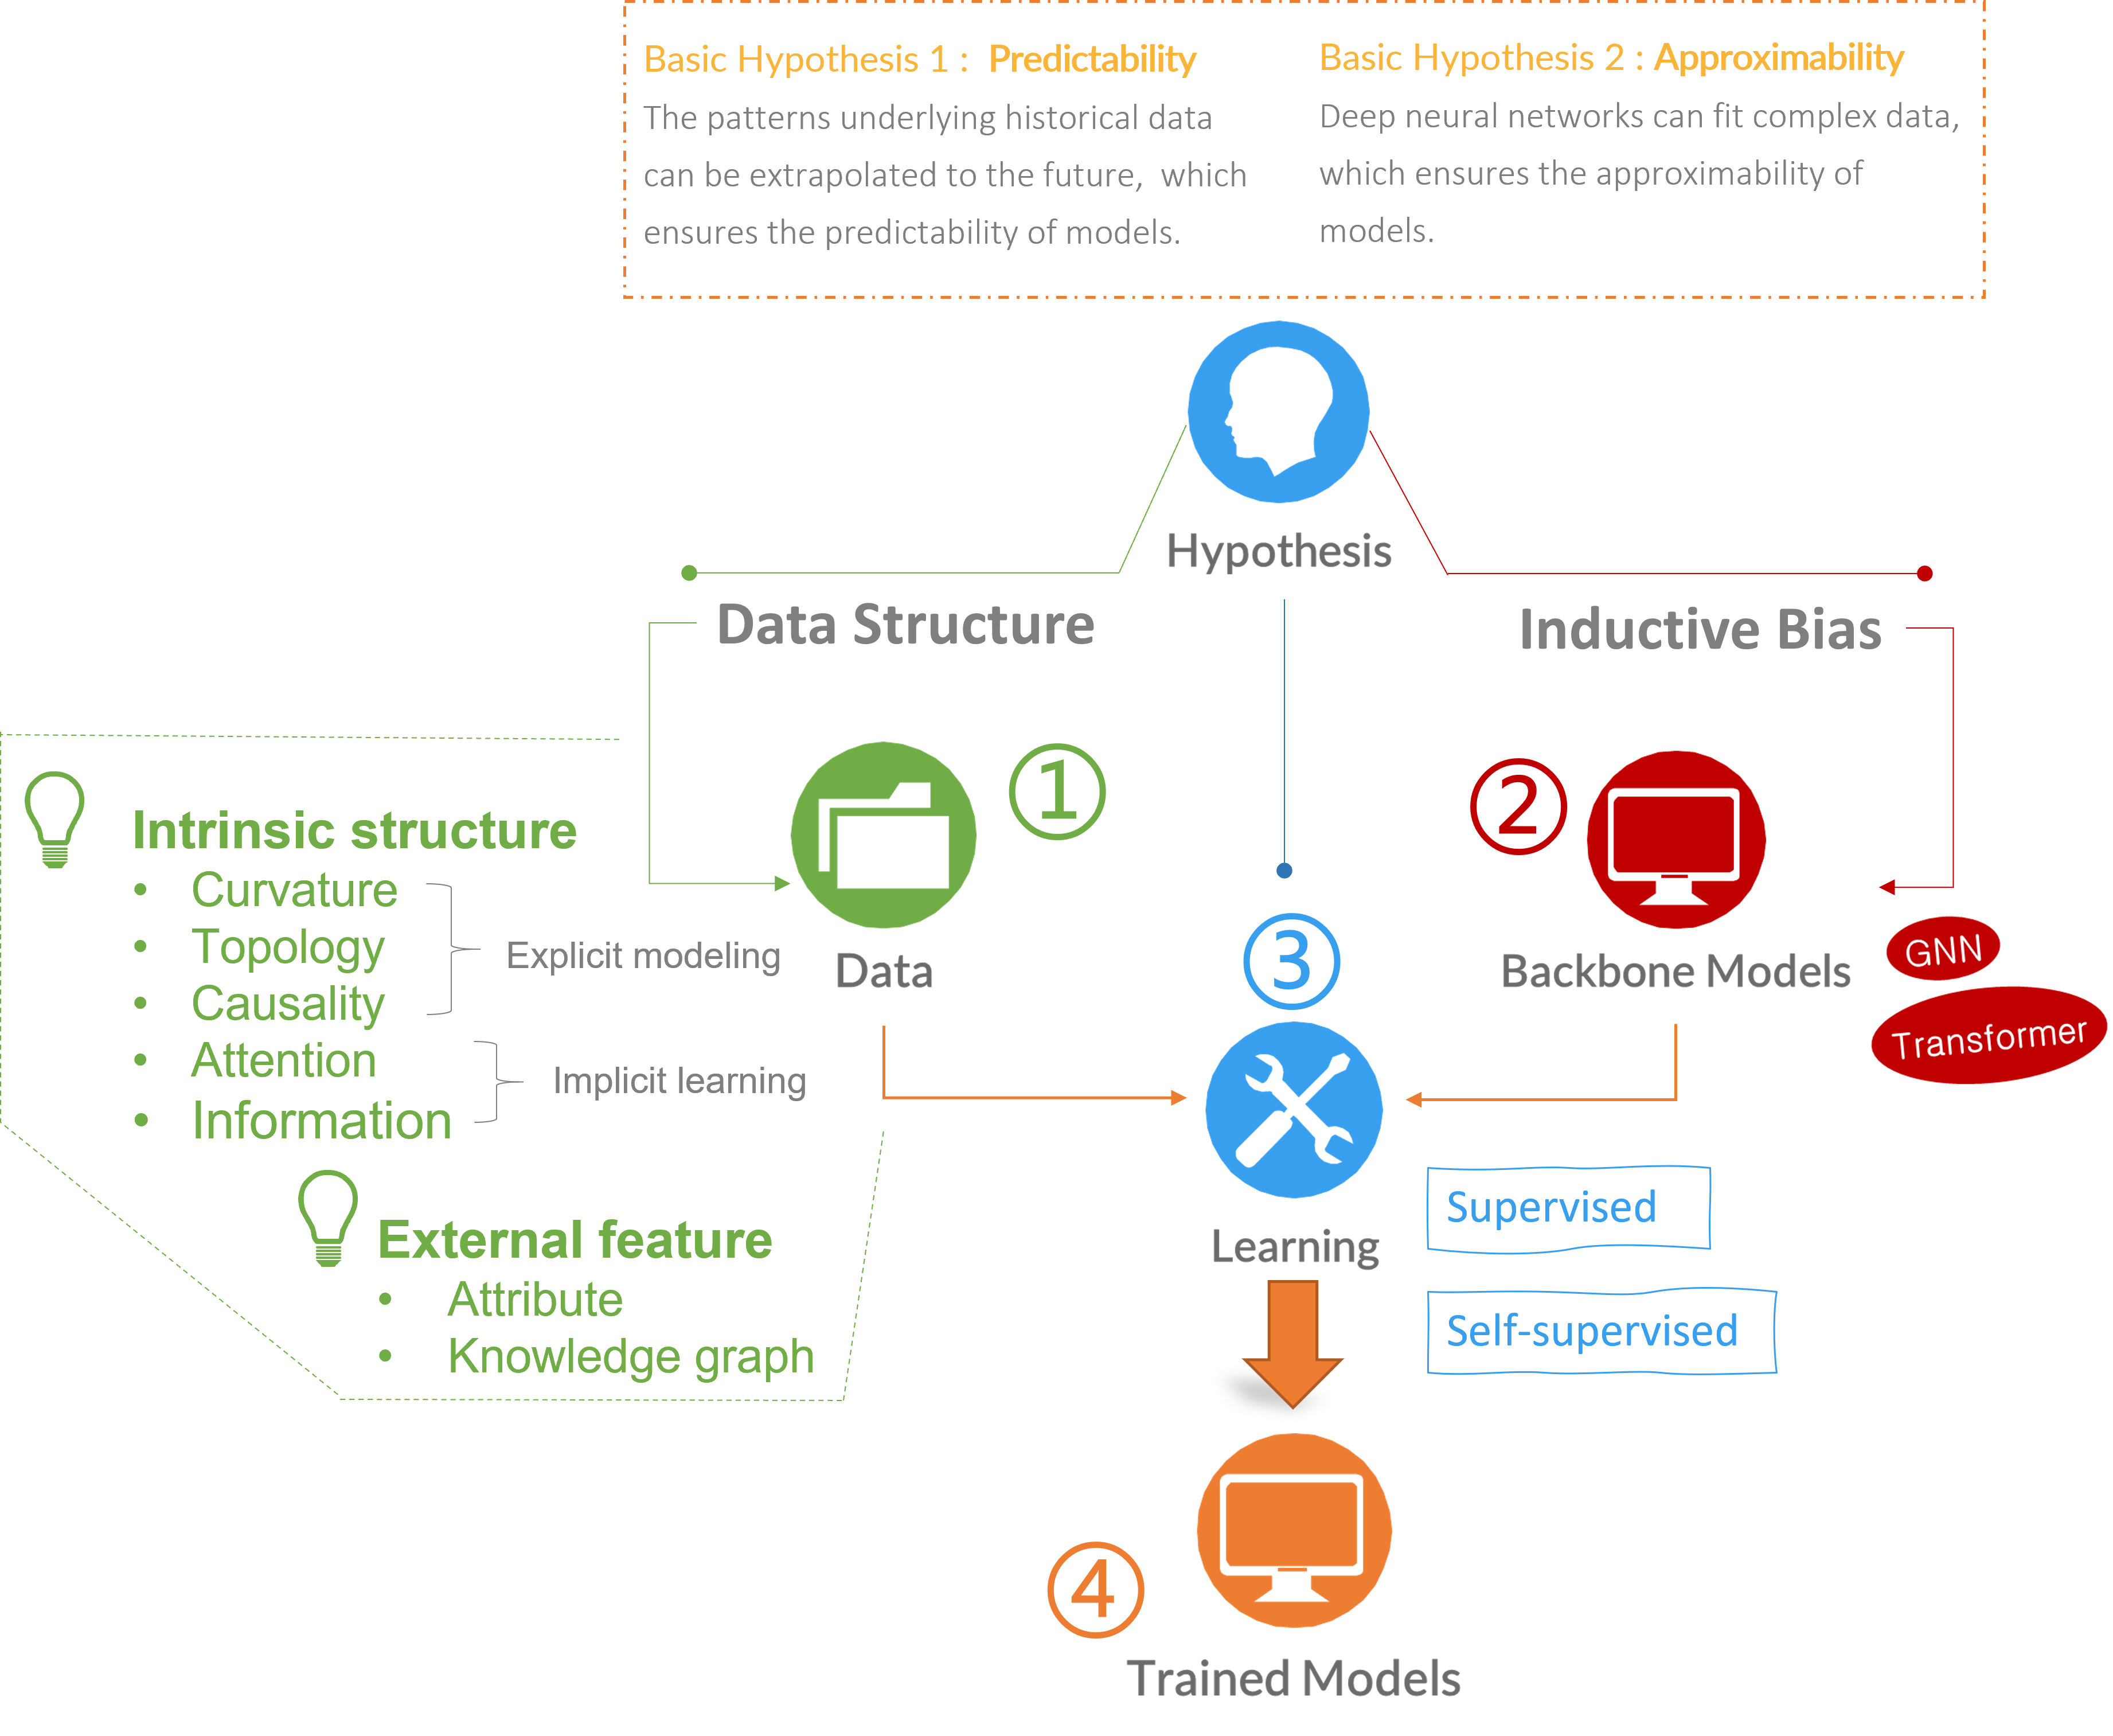 Basic Hypothesis 1 : Predictability
The patterns underlying historical data
can be extrapolated to the future, which
ensures the predictability of models.
Basic Hypothesis 2 : Approximability
Deep neural networks can fit complex data,
which ensures the approximability of
models.
Hypothesis
Data Structure
Inductive Bias
①
②
Intrinsic structure
• Curvature
• Topology
• Causality
• Attention
• Information
Explicit modeling
Implicit learning
Data
③
Backbone Models
GNN
Transformer
External feature
• Attribute
• Knowledge graph
Learning
Supervised
Self-supervised
④
Trained Models